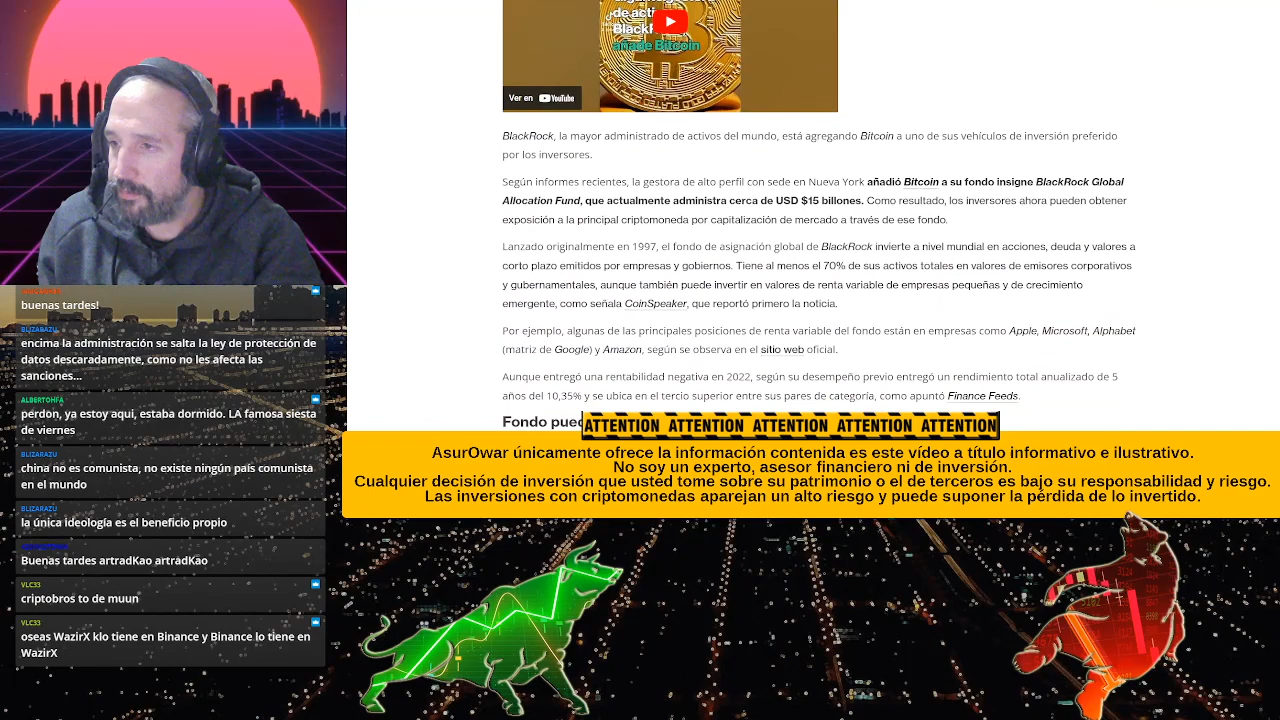 de acti
BlackR
añade Bitcoin
Ver en YouTube
BlackRock, la mayor administrado de activos del mundo, está agregando Bitcoin a uno de sus vehículos de inversión preferido
por los inversores.
Según informes recientes, la gestora de alto perfil con sede en Nueva York añadió Bitcoin a su fondo insigne BlackRock Global
Allocation Fund, que actualmente administra cerca de USD $15 billones. Como resultado, los inversores ahora pueden obtener
exposición a la principal criptomoneda por capitalización de mercado a través de ese fondo.
Lanzado originalmente en 1997, el fondo de asignación global de BlackRock invierte a nivel mundial en acciones, deuda y valores a
corto plazo emitidos por empresas y gobiernos. Tiene al menos el 70% de sus activos totales en valores de emisores corporativos
y gubernamentales, aunque también puede invertir en valores de renta variable de empresas pequeñas y de crecimiento
emergente, como señala CoinSpeaker, que reportó primero la noticia.
Por ejemplo, algunas de las principales posiciones de renta variable del fondo están en empresas como Apple, Microsoft, Alphabet
(matriz de Google) y Amazon, según se observa en el sitio web oficial.
Aunque entregó una rentabilidad negativa en 2022, según su desempeño previo entregó un rendimiento total anualizado de 5
años del 10,35% y se ubica en el tercio superior entre sus pares de categoría, como apuntó Finance Feeds.
Fondo pued
ATTENTION ATTENTION ATTENTION ATTENTION ATTENTION
AsurOwar únicamente ofrece la información contenida es este vídeo a título informativo e ilustrativo.
No soy un experto, asesor financiero ni de inversión.
Cualquier decisión de inversión que usted tome sobre su patrimonio o el de terceros es bajo su responsabilidad y riesgo.
Las inversiones con criptomonedas aparejan un alto riesgo y puede suponer la pérdida de lo invertido.
buenas tardes!
BLIZARAZU
encima la administración se salta la ley de protección de
datos descaradamente, como no les afecta las
sanciones...
ALBERTOHFA
perdon, ya estoy aqui, estaba dormido. LA famosa siesta
de viernes
BLIZARAZU
china no es comunista, no existe ningún país comunista
en el mundo
BLIZARAZU
la única ideología es el beneficio propio
Buenas tardes artradKao artradKao
VLC33
criptobros to de muun
VLC33
oseas WazirX klo tiene en Binance y Binance lo tiene en
WazirX